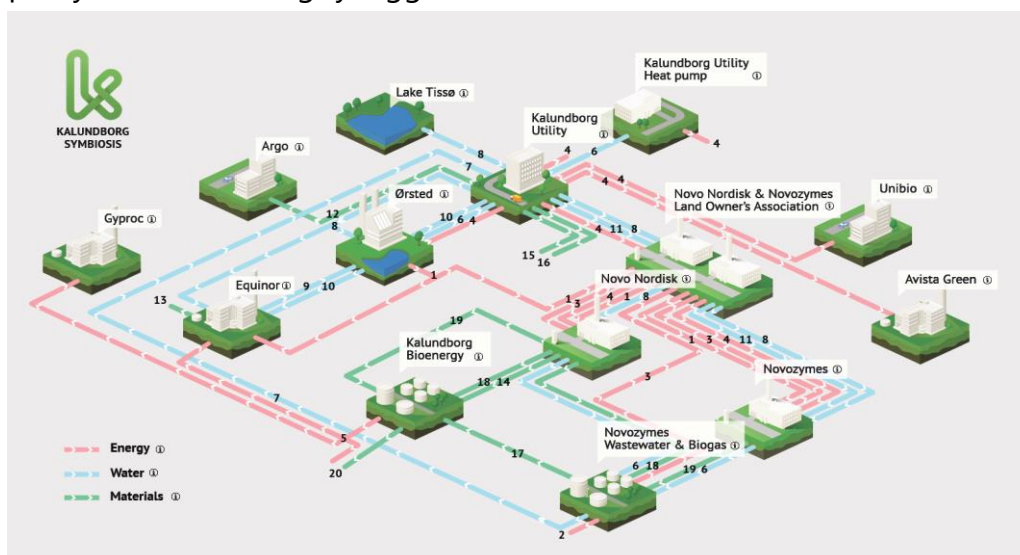 KALUNDBORG
SYMBIOSIS
Lake Tissø
Kalundborg Utility
Heat pump
Kalundborg
Utility
Argo
Ørsted
Novo Nordisk & Novozymes
Land Owner's Association
Unibio
Gyproc
Equinor
Novo Nordisk
Avista Green
Kalundborg
Bioenergy
Novozymes
Novozymes
Wastewater & Biogas
8
7
4
6
4
4
4
12
8
10 6 4
4 11 8
15
16
1
9 10
13
1
3
4 1 8
19
1 3 4 11 8
18 14
3
7
5
20
17
6 18
19 6
2
Energy
Water
Materials